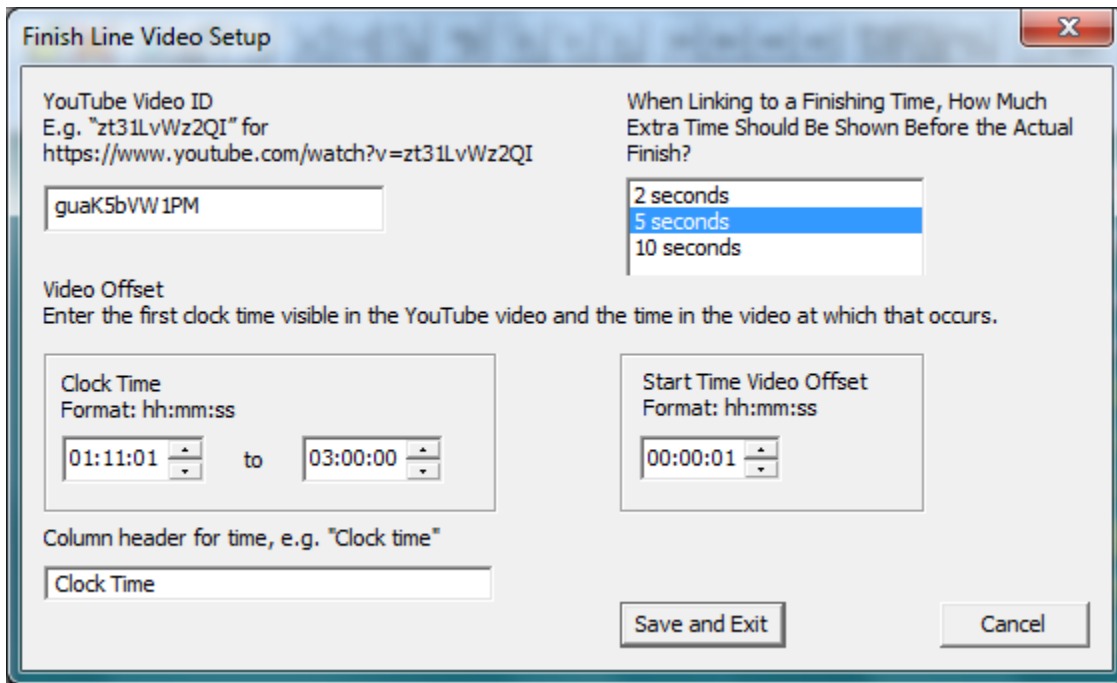 Finish Line Video Setup
YouTube Video ID
E.g. “zt31LvWz2QI” for
https://www.youtube.com/watch?v=zt31LvWz2QI
guaK5bVW1PM
When Linking to a Finishing Time, How Much
Extra Time Should Be Shown Before the Actual
Finish?
2 seconds
5 seconds
10 seconds
Video Offset
Enter the first clock time visible in the YouTube video and the time in the video at which that occurs.
Clock Time
Format: hh:mm:ss
01:11:01 to 03:00:00
Start Time Video Offset
Format: hh:mm:ss
00:00:01
Column header for time, e.g. "Clock time"
Clock Time
Save and Exit
Cancel